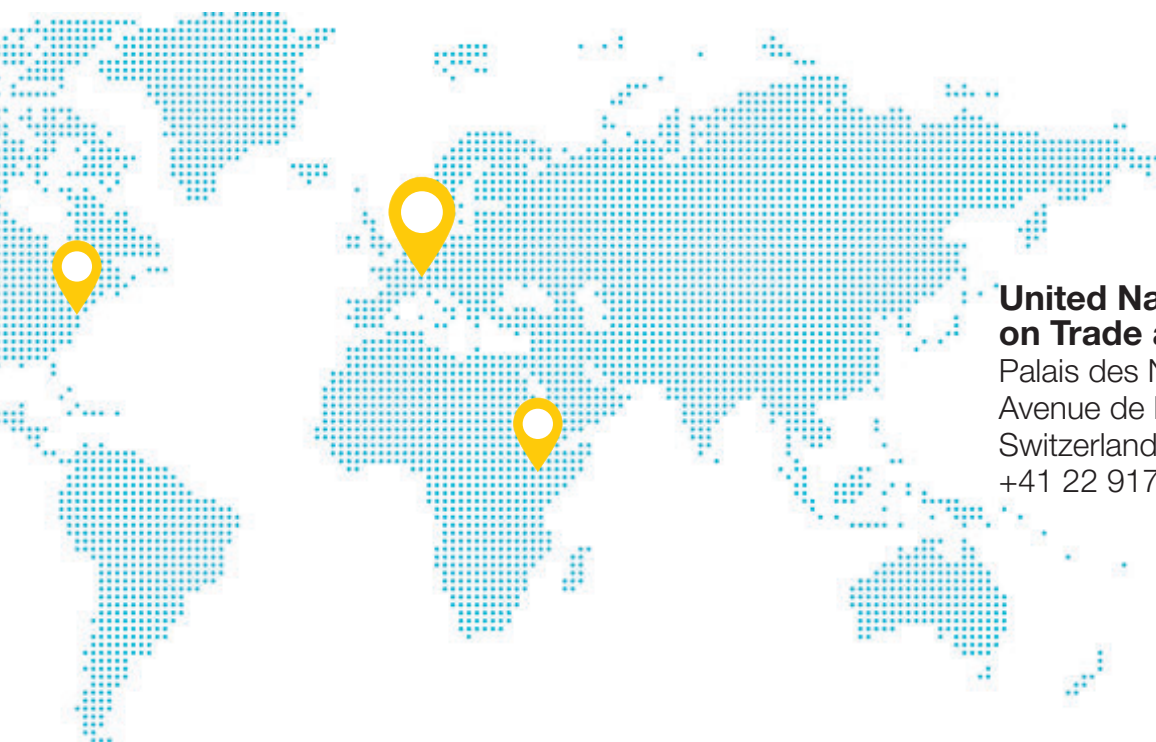 United Na
on Trade a
Palais des N
Avenue de l
Switzerland
+41 22 917